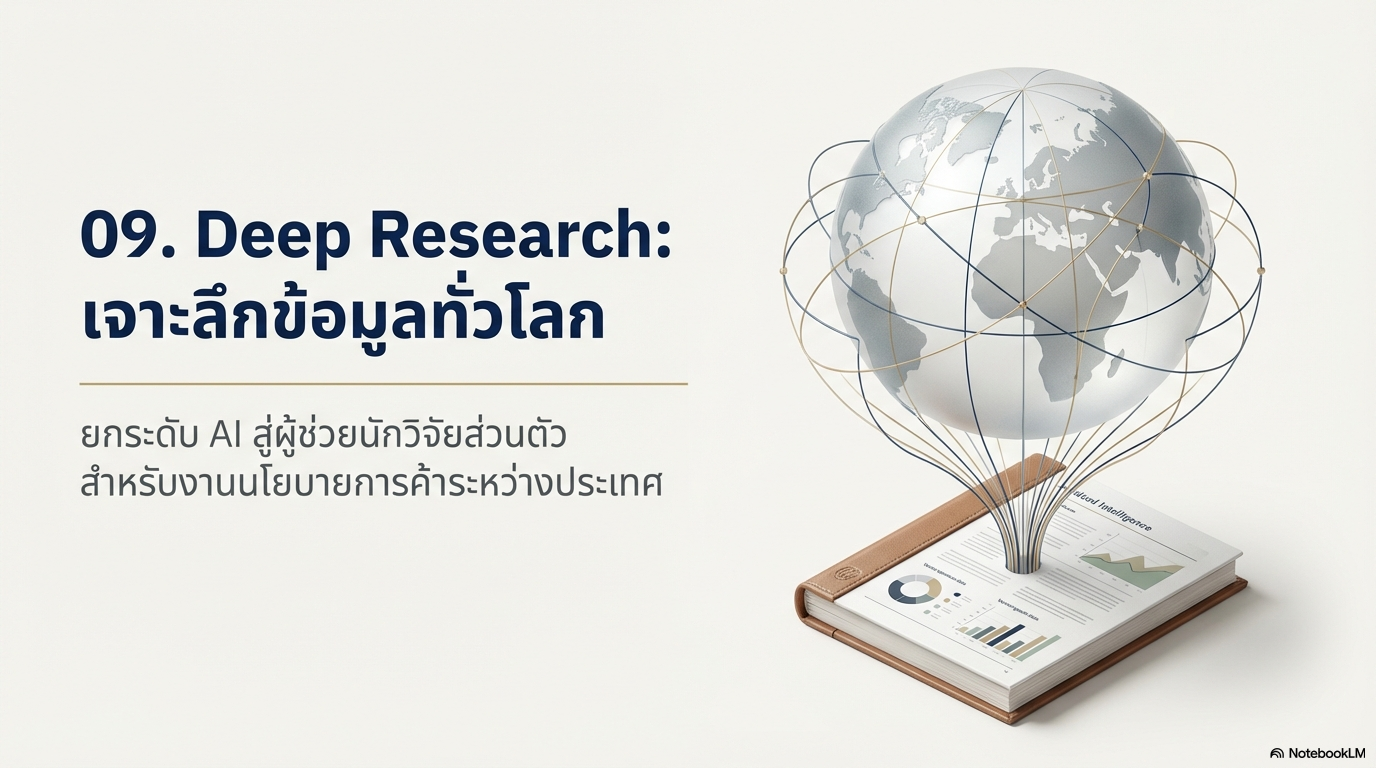 09. Deep Research:
เจาะลึกข้อมูลทั่วโลก
ยกระดับ AI สู่ผู้ช่วยนักวิจัยส่วนตัว
สำหรับงานนโยบายการค้าระหว่างประเทศ
Intelligence
NotebookLM